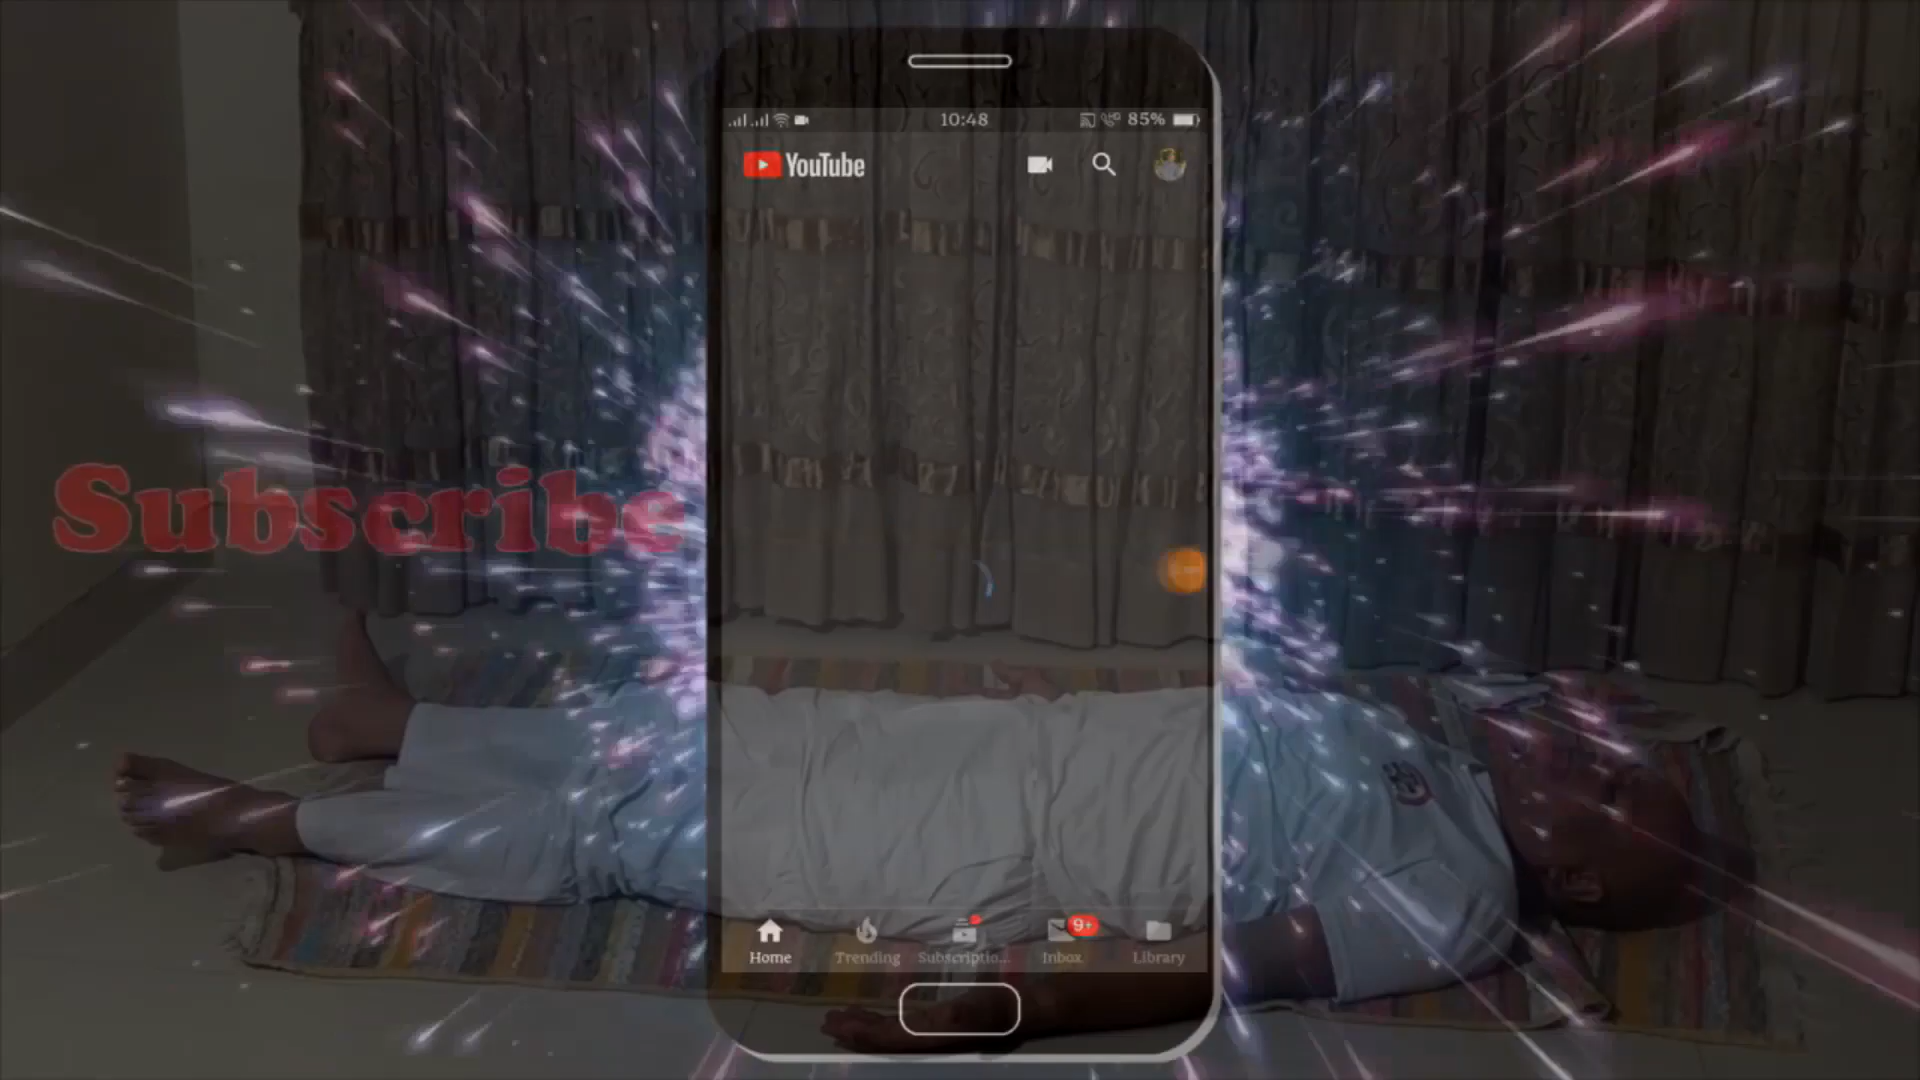 10:48
85%
YouTube
Subscribe
9+
Home
Trending
Subscriptio...
Inbox
Library